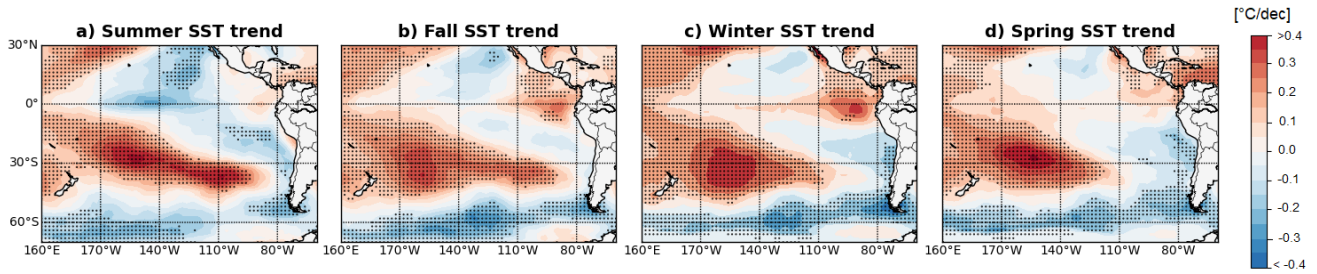 [°C/dec]
a) Summer SST trend b) Fall SST trend c) Winter SST trend d) Spring SST trend
30°N
0°
30°S
60°S
160°E 170°W 140°W 110°W 80°W 160°E 170°W 140°W 110°W 80°W 160°E 170°W 140°W 110°W 80°W 160°E 170°W 140°W 110°W 80°W
>0.4
0.3
0.2
0.1
0.0
-0.1
-0.2
-0.3
< -0.4